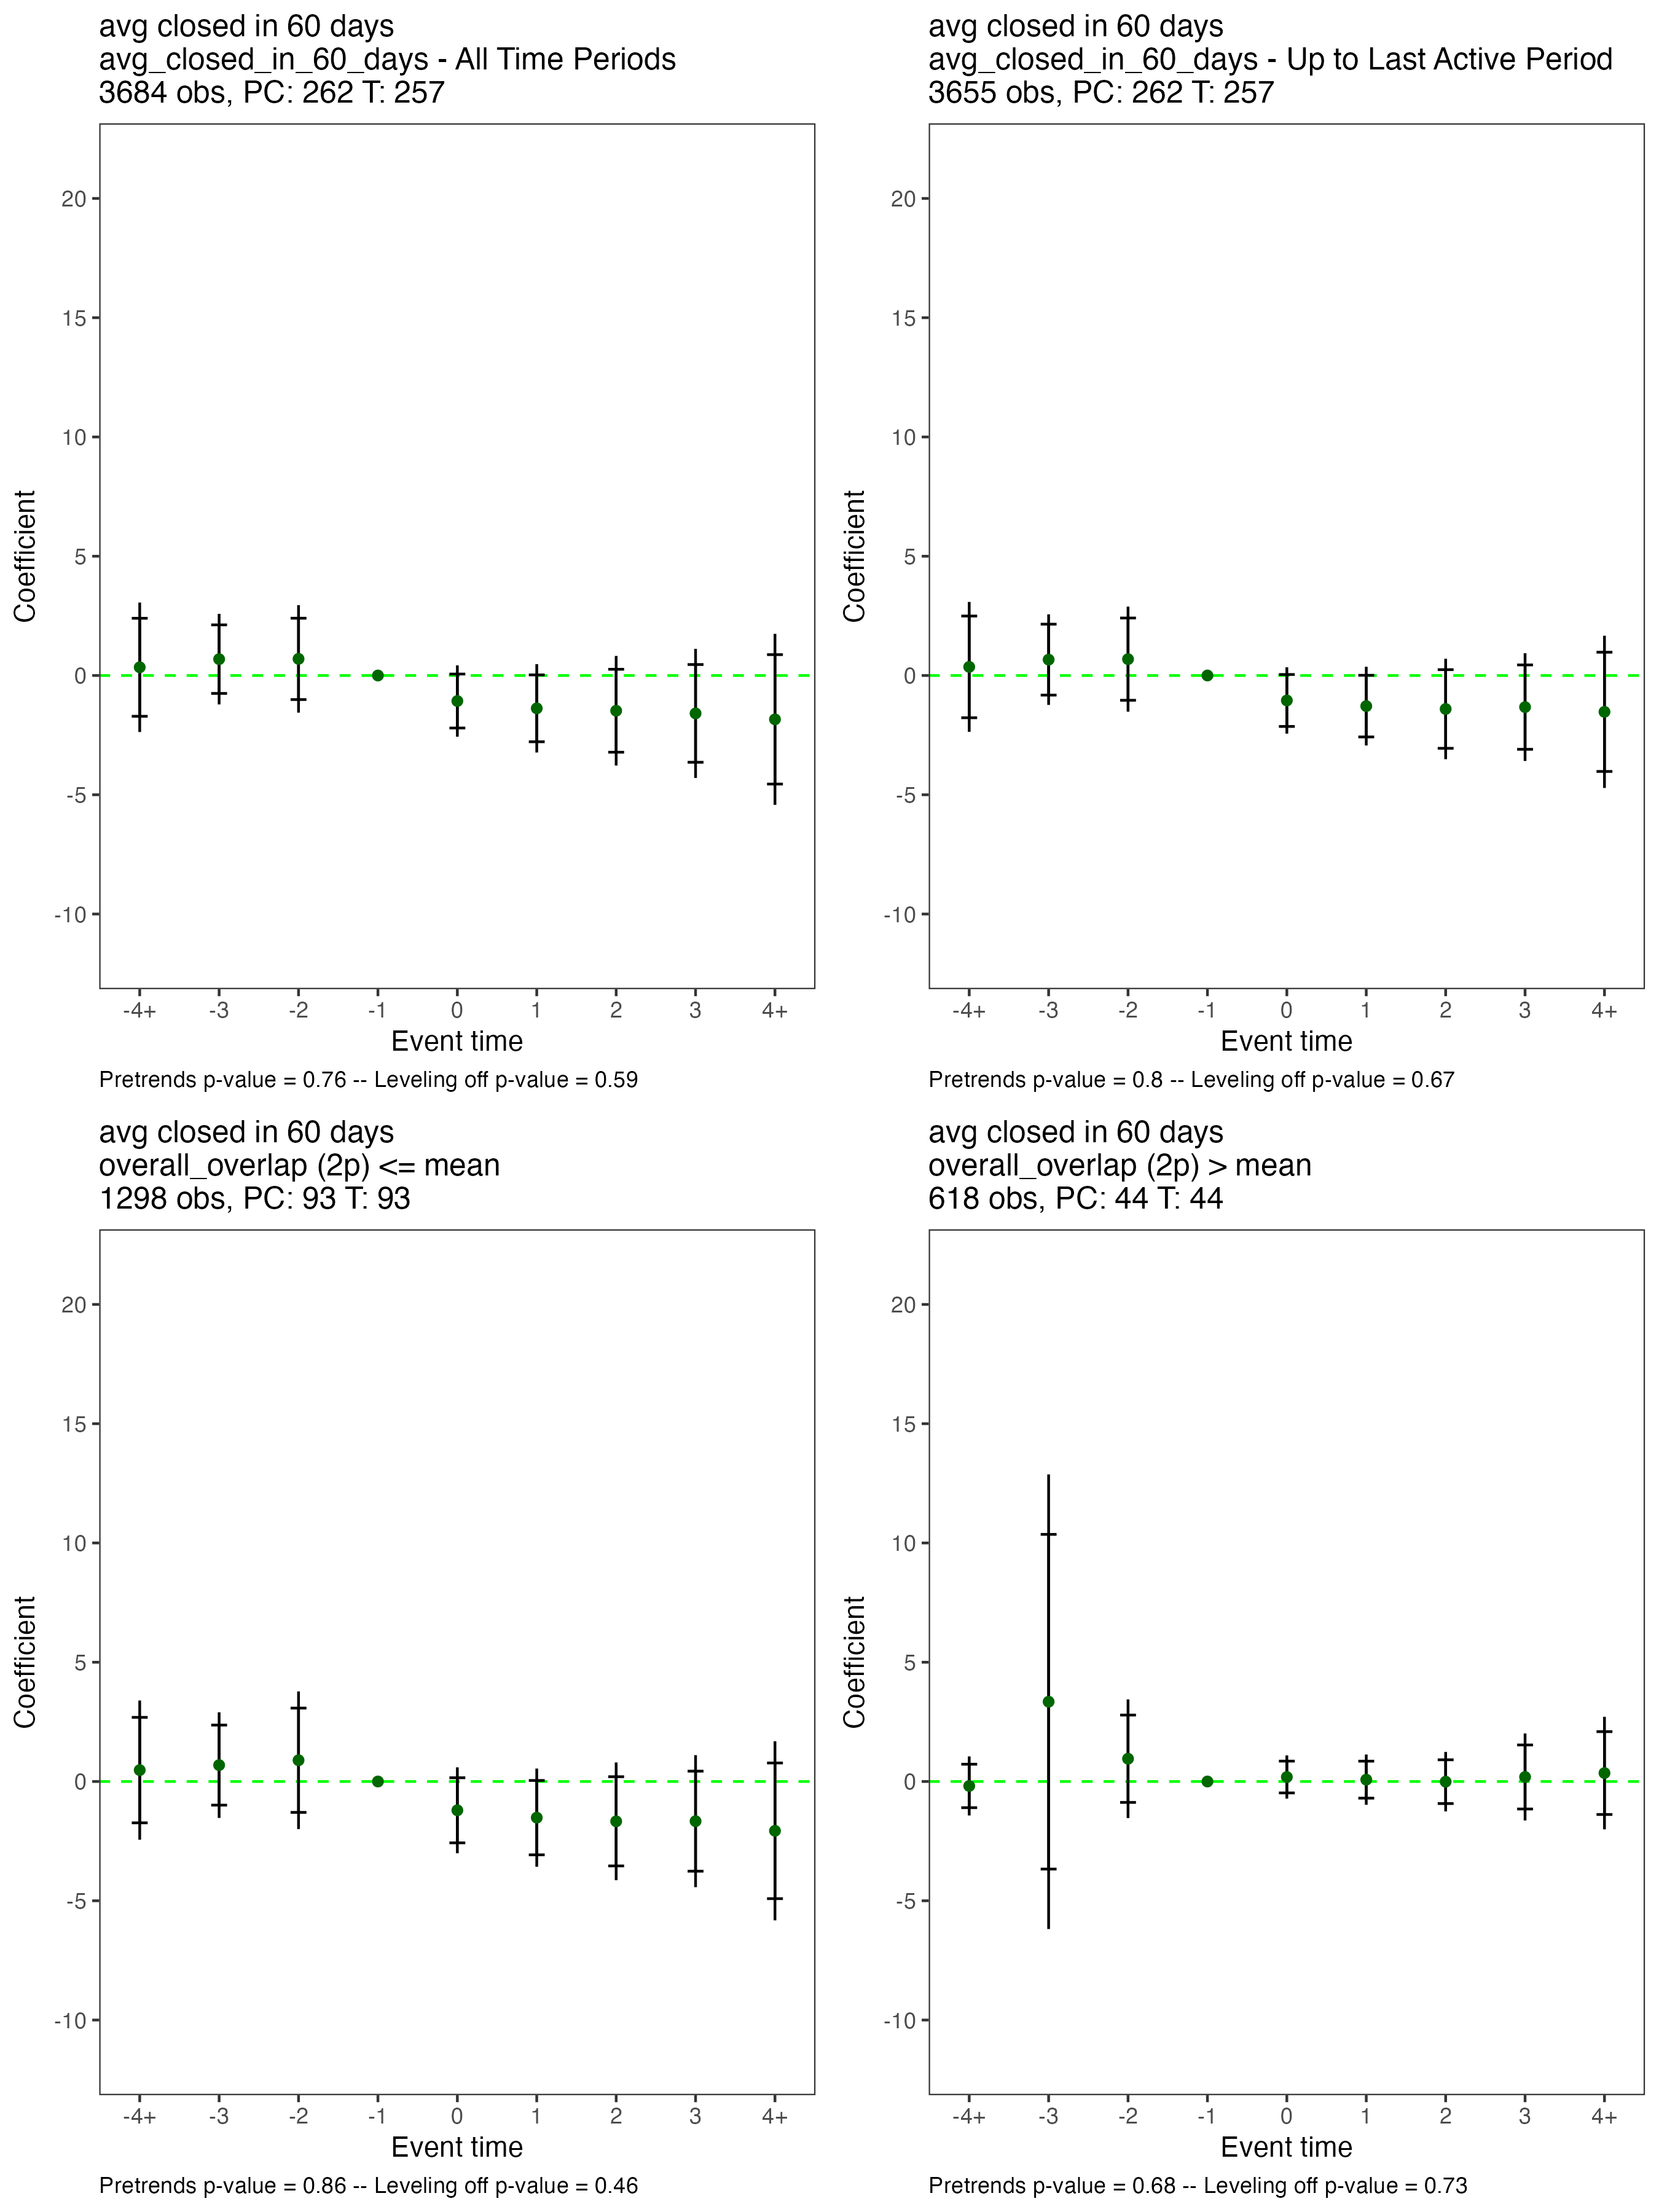 avg closed in 60 days
avg_closed_in_60_days - All Time Periods
3684 obs, PC: 262 T: 257
20
15
10
5
0
-5
-10
Coefficient
-4+ -3 -2 -1 0 1 2 3 4+
Event time
Pretrends p-value = 0.76 -- Leveling off p-value = 0.59
avg closed in 60 days
avg_closed_in_60_days - Up to Last Active Period
3655 obs, PC: 262 T: 257
20
15
10
5
0
-5
-10
Coefficient
-4+ -3 -2 -1 0 1 2 3 4+
Event time
Pretrends p-value = 0.8 -- Leveling off p-value = 0.67
avg closed in 60 days
overall_overlap (2p) <= mean
1298 obs, PC: 93 T: 93
20
15
10
5
0
-5
-10
Coefficient
-4+ -3 -2 -1 0 1 2 3 4+
Event time
Pretrends p-value = 0.86 -- Leveling off p-value = 0.46
avg closed in 60 days
overall_overlap (2p) > mean
618 obs, PC: 44 T: 44
20
15
10
5
0
-5
-10
Coefficient
-4+ -3 -2 -1 0 1 2 3 4+
Event time
Pretrends p-value = 0.68 -- Leveling off p-value = 0.73